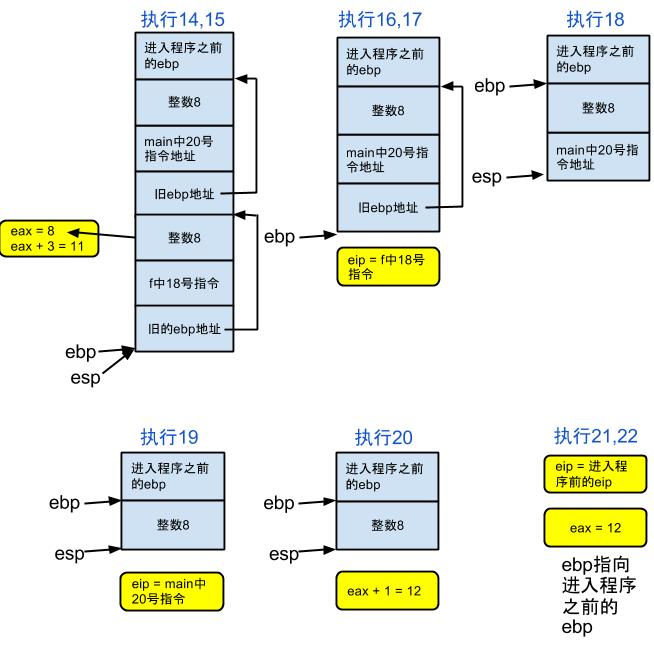 执行14,15
进入程序之前
的ebp
整数8
main中20号
指令地址
旧ebp地址
整数8
f中18号指令
旧的ebp地址
eax = 8
eax + 3 = 11
ebp
esp
执行16,17
进入程序之前
的ebp
整数8
main中20号指
令地址
旧ebp地址
ebp
eip = f中18号
指令
执行18
进入程序之前
的ebp
整数8
main中20号指
令地址
ebp
esp
执行19
进入程序之前
的ebp
整数8
ebp
esp
eip = main中
20号指令
执行20
进入程序之前
的ebp
整数8
ebp
esp
eax + 1 = 12
执行21,22
eip = 进入程
序前的eip
eax = 12
ebp指向
进入程序
之前的
ebp